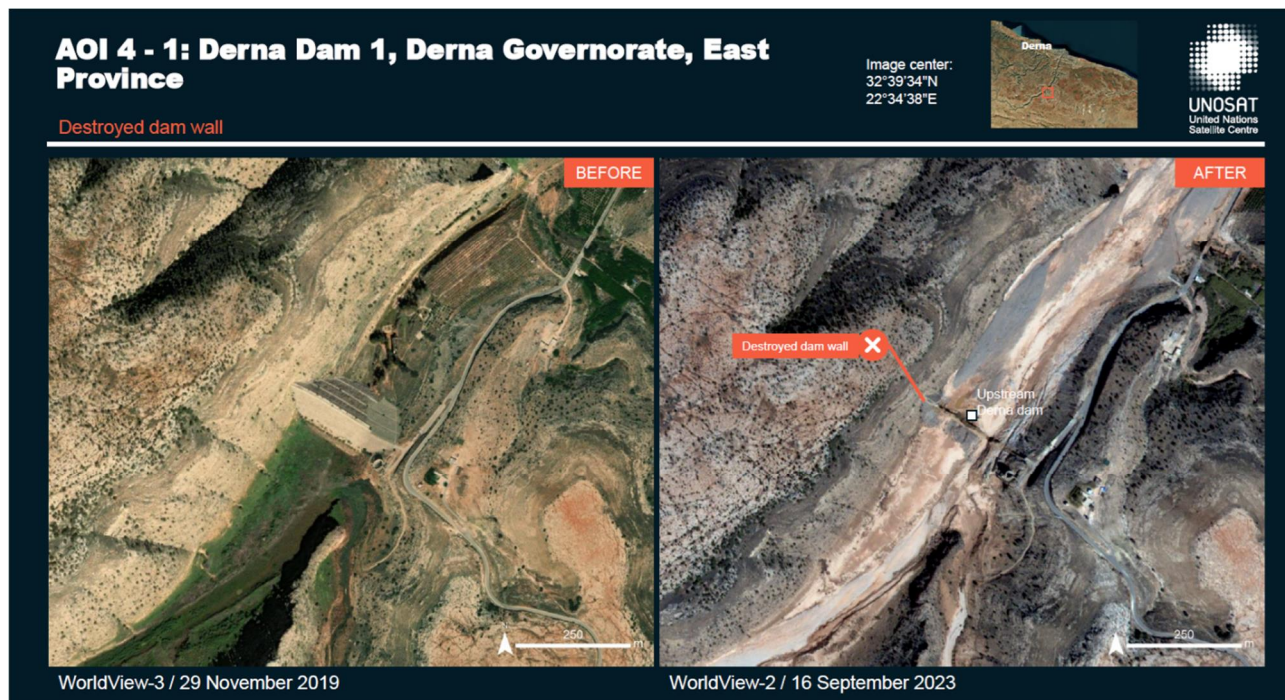 AOI 4 - 1: Derna Dam 1, Derna Governorate, East
Province
Destroyed dam wall
Image center:
32°39'34"N
22°34'38"E
Derna
UNOSAT
United Nations
Satellite Centre
BEFORE
AFTER
Destroyed dam wall
Upstream
Derna dam
250
m
250
m
WorldView-3 / 29 November 2019
WorldView-2 / 16 September 2023